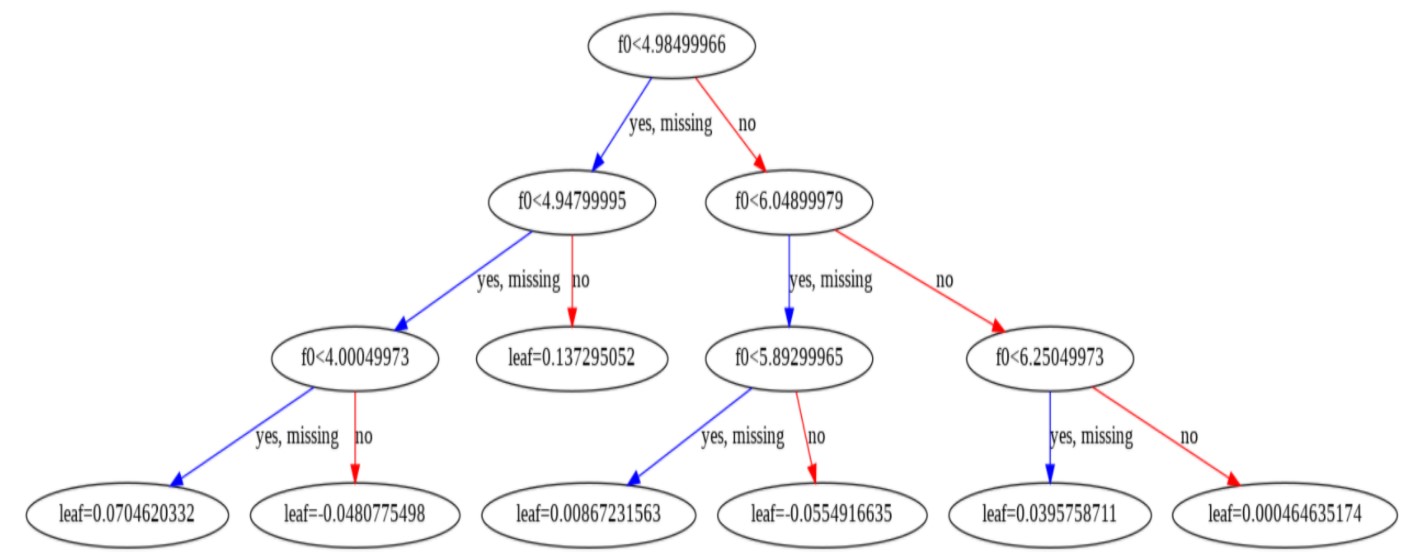 f0<4.98499966
yes, missing
no
f0<4.94799995
f0<6.04899979
yes, missing
no
yes, missing
no
f0<4.00049973
leaf=0.137295052
f0<5.89299965
f0<6.25049973
yes, missing
no
yes, missing
no
yes, missing
no
leaf=0.0704620332
leaf=-0.0480775498
leaf=0.00867231563
leaf=-0.0554916635
leaf=0.0395758711
leaf=0.000464635174